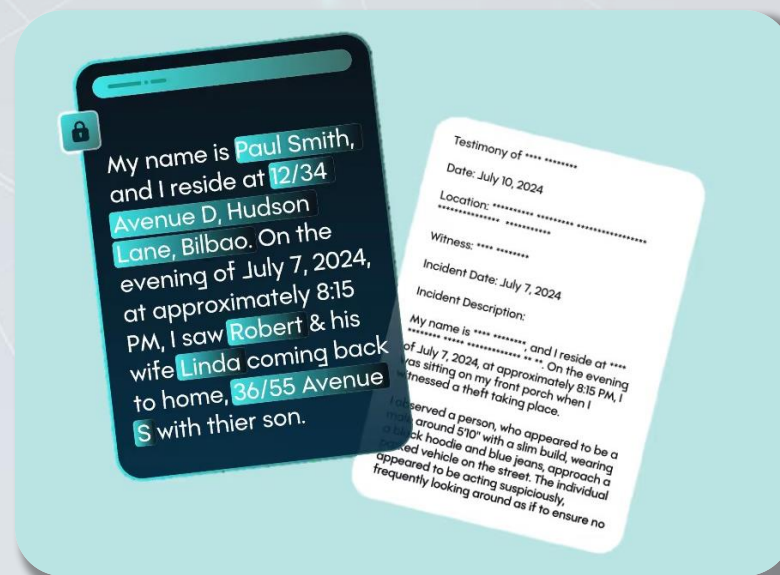 My name is Paul Smith,
and I reside at 12/34
Avenue D, Hudson
Lane, Bilbao. On the
evening of July 7, 2024,
at approximately 8:15
PM, I saw Robert & his
wife Linda coming back
to home, 36/55 Avenue
S with thier son.
Testimony of **** ********
Date: July 10, 2024
Location: ********** ********* ****************
*************** ***********
Witness: **** ********
Incident Date: July 7, 2024
Incident Description:
My name is **** ********, and I reside at ****
******** ***** ************** ** **. On the evening
of July 7, 2024, at approximately 8:15 PM, I
was sitting on my front porch when I
witnessed a theft taking place.
I observed a person, who appeared to be a
male, around 5'10" with a slim build, wearing
a black hoodie and blue jeans, approach a
parked vehicle on the street. The individual
appeared to be acting suspiciously,
frequently looking around as if to ensure no